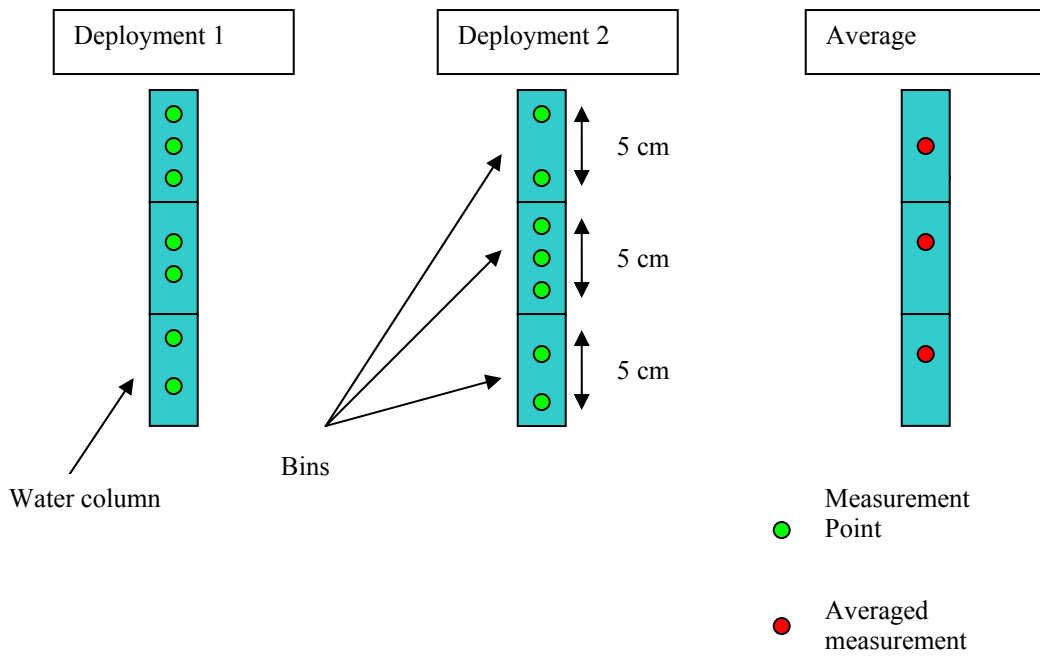 Deployment 1
Deployment 2
Average
5 cm
5 cm
5 cm
Bins
Water column
Measurement
Point
Averaged
measurement